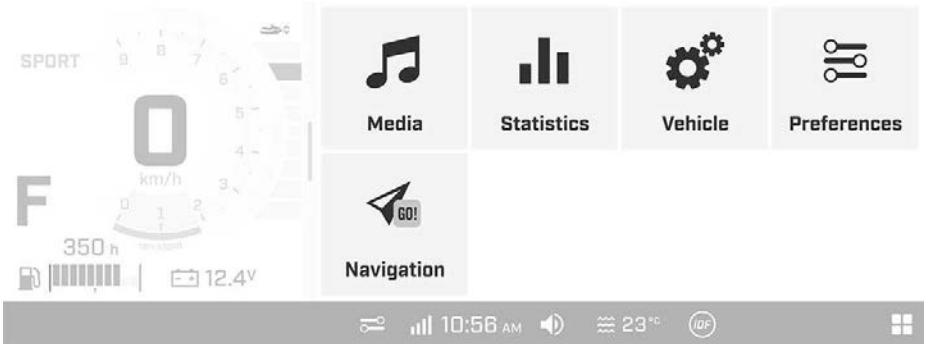 SPORT
9 8 7
6
5
4
3
0
km/h
F
0 1 2
350 h
12.4V
Media
Statistics
Vehicle
Preferences
GO!
Navigation
10:56 AM
23°C
iDF